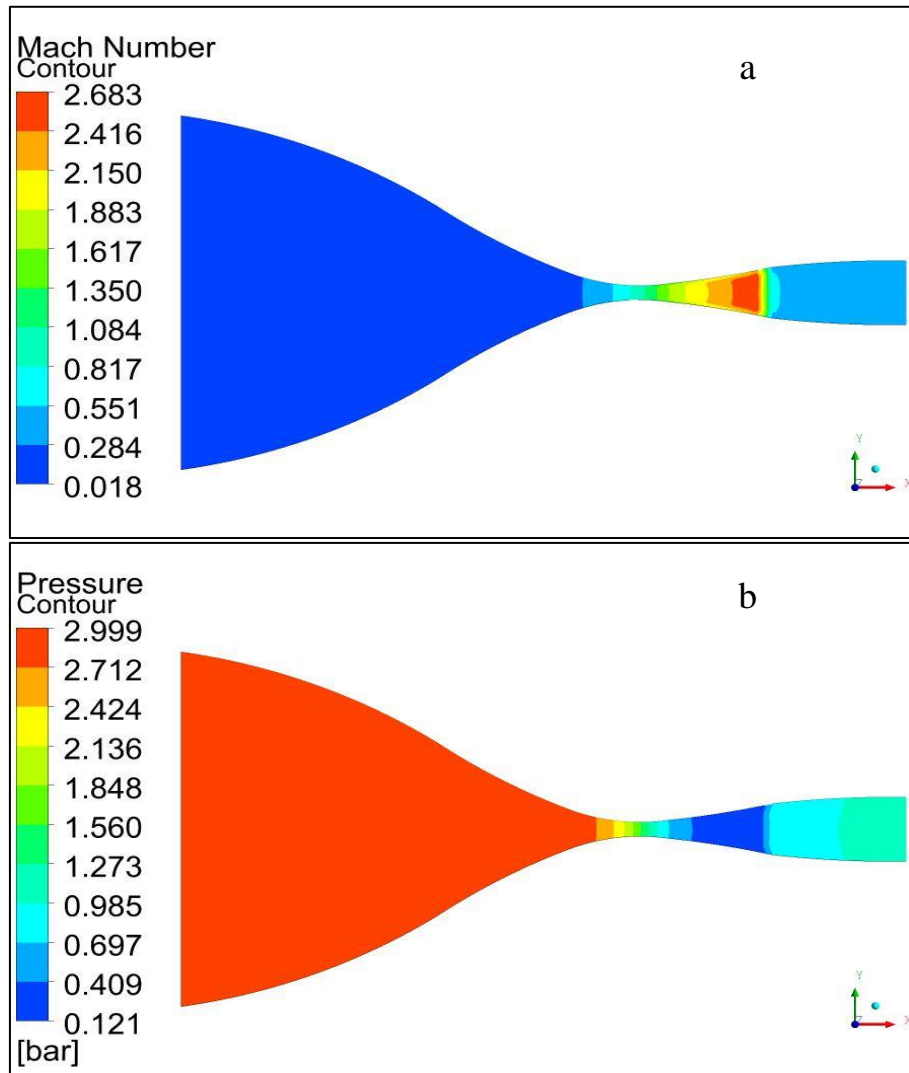 Mach Number
Contour
a
2.683
2.416
2.150
1.883
1.617
1.350
1.084
0.817
0.551
0.284
0.018
Y
Z
X
Pressure
Contour
b
2.999
2.712
2.424
2.136
1.848
1.560
1.273
0.985
0.697
0.409
0.121
[bar]
Y
Z
X